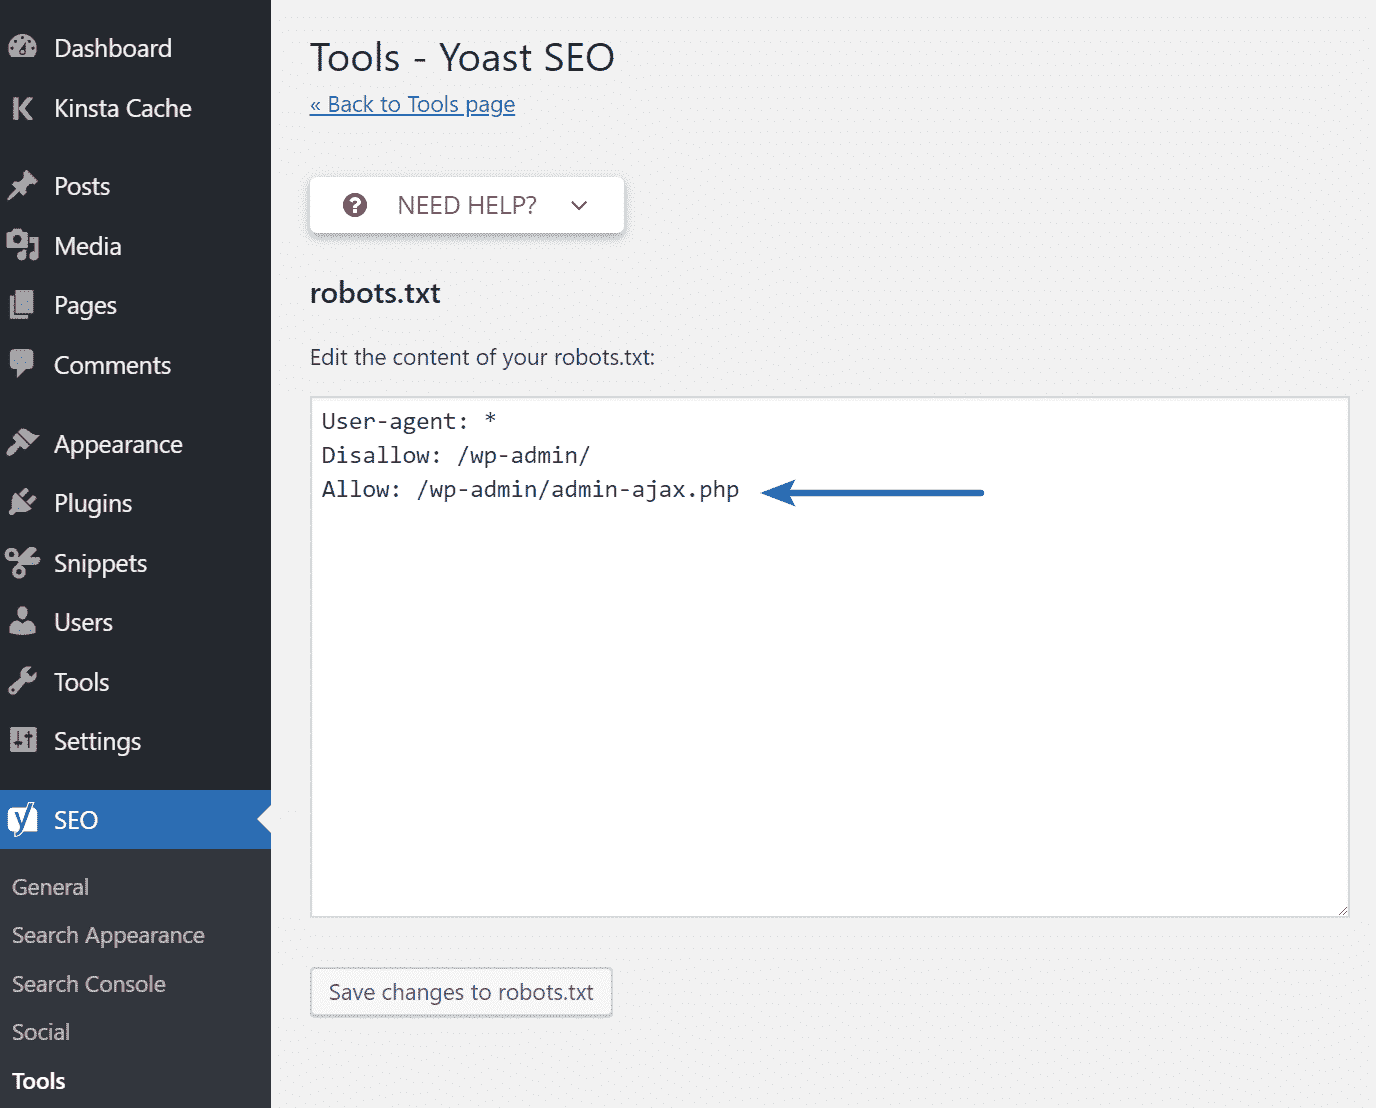 Dashboard
Kinsta Cache
Posts
Media
Pages
Comments
Appearance
Plugins
Snippets
Users
Tools
Settings
SEO
General
Search Appearance
Search Console
Social
Tools
Tools - Yoast SEO
« Back to Tools page
NEED HELP?
robots.txt
Edit the content of your robots.txt:
User-agent: *
Disallow: /wp-admin/
Allow: /wp-admin/admin-ajax.php
Save changes to robots.txt